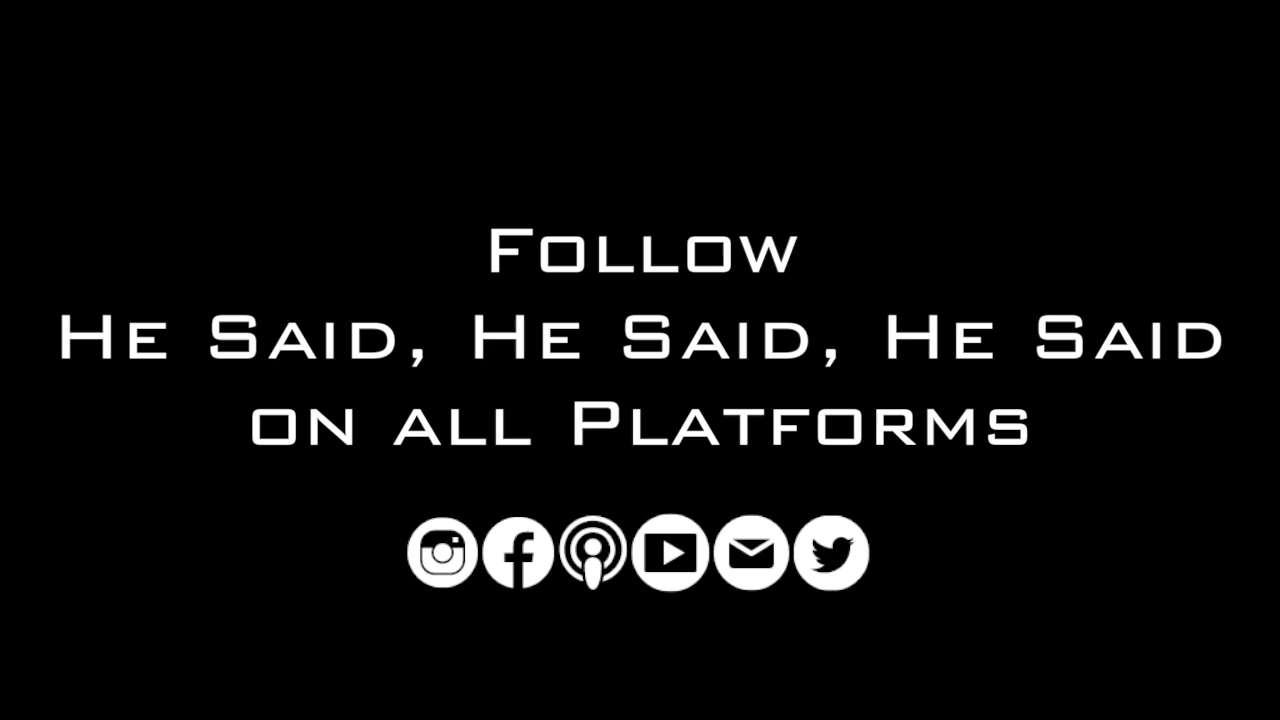 Follow
He Said, He Said, He Said
on all Platforms